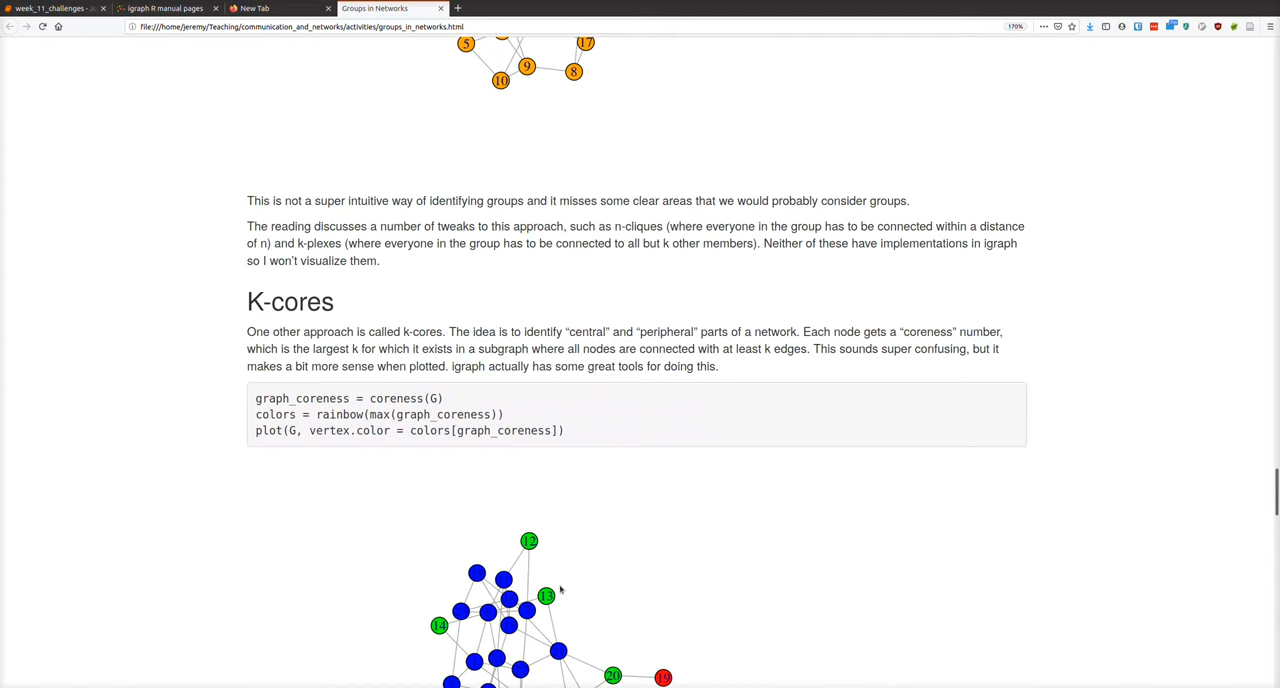 week_11_challenges - Ju
igraph R manual pages
New Tab
Groups in Networks
file:///home/jeremy/Teaching/communication_and_networks/activities/groups_in_networks.html
170%
5
17
9
8
10
This is not a super intuitive way of identifying groups and it misses some clear areas that we would probably consider groups.
The reading discusses a number of tweaks to this approach, such as n-cliques (where everyone in the group has to be connected within a distance
of n) and k-plexes (where everyone in the group has to be connected to all but k other members). Neither of these have implementations in igraph
so I won't visualize them.
K-cores
One other approach is called k-cores. The idea is to identify “central” and “peripheral” parts of a network. Each node gets a “coreness” number,
which is the largest k for which it exists in a subgraph where all nodes are connected with at least k edges. This sounds super confusing, but it
makes a bit more sense when plotted. igraph actually has some great tools for doing this.
graph_coreness = coreness(G)
colors = rainbow(max(graph_coreness))
plot(G, vertex.color = colors[graph_coreness])
12
13
14
20
19